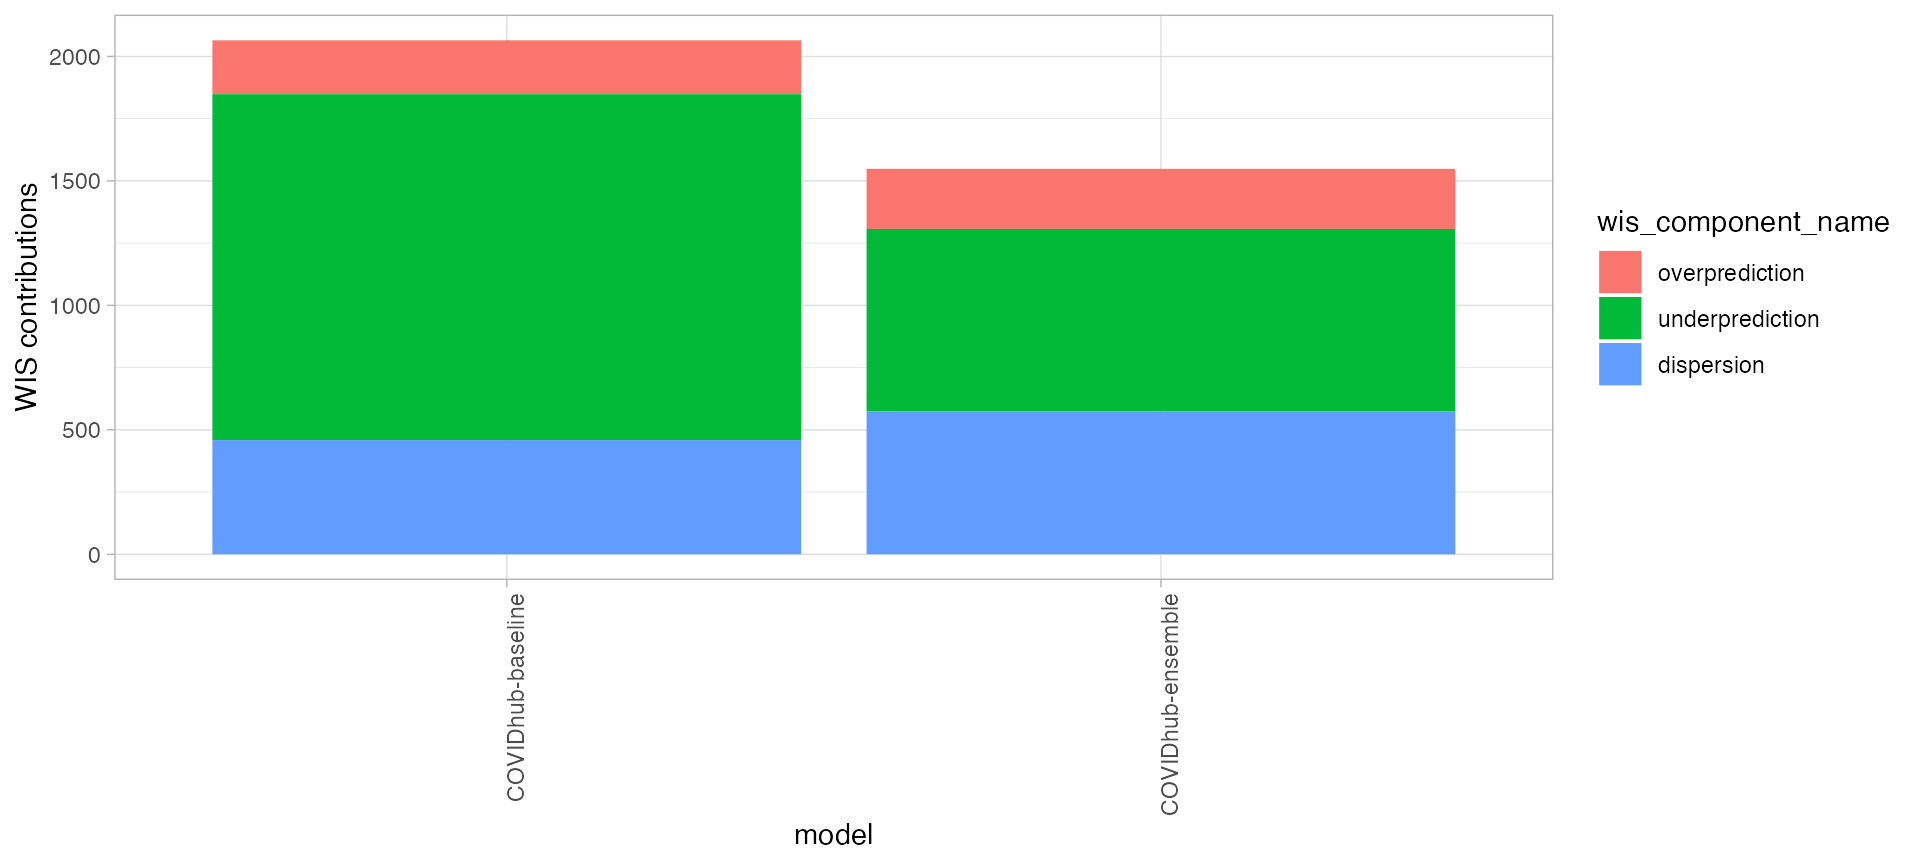 WIS contributions
2000
1500
1000
500
0
COVIDhub-baseline
COVIDhub-ensemble
model
wis_component_name
overprediction
underprediction
dispersion